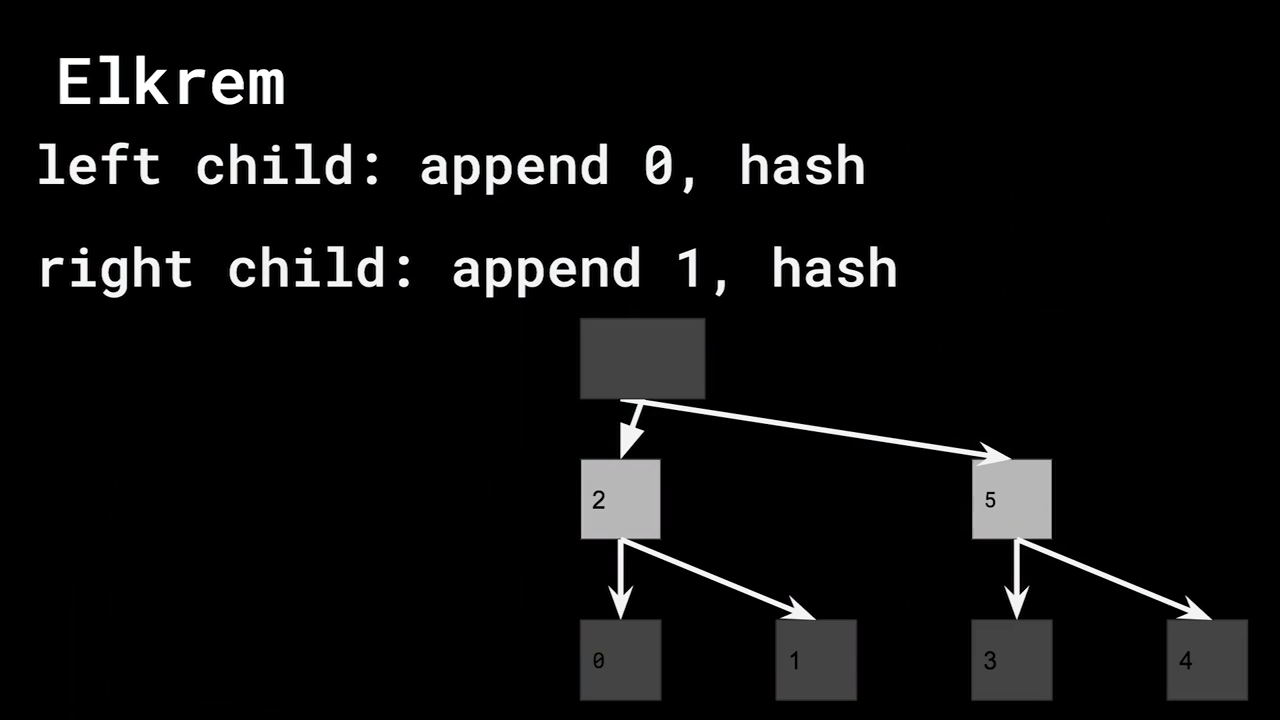 Elkrem
left child: append 0, hash
right child: append 1, hash
2
5
0
1
3
4